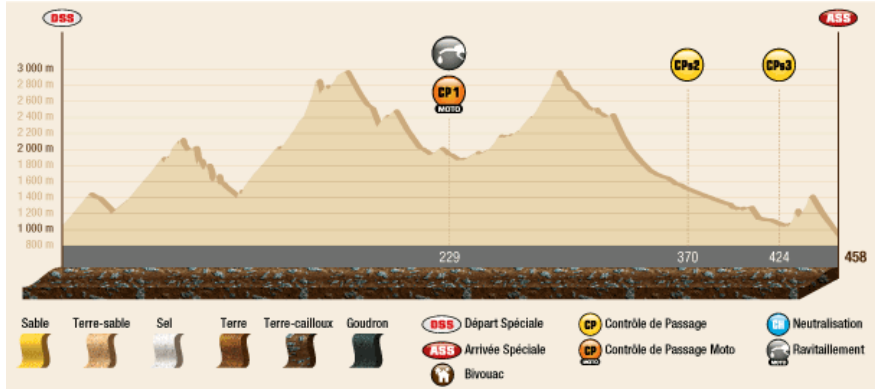 DSS
ASS
3 000 m
2 800 m
2 600 m
2 400 m
2 200 m
2 000 m
1 800 m
1 600 m
1 400 m
1 200 m
1 000 m
800 m
CP1
MOTO
CPs2
CPs3
229
370
424
458
Sable
Terre-sable
Sel
Terre
Terre-cailloux
Goudron
DSS Départ Spéciale
ASS Arrivée Spéciale
Bivouac
CP Contrôle de Passage
CP MOTO Contrôle de Passage Moto
Neutralisation
MOTO Ravitaillement